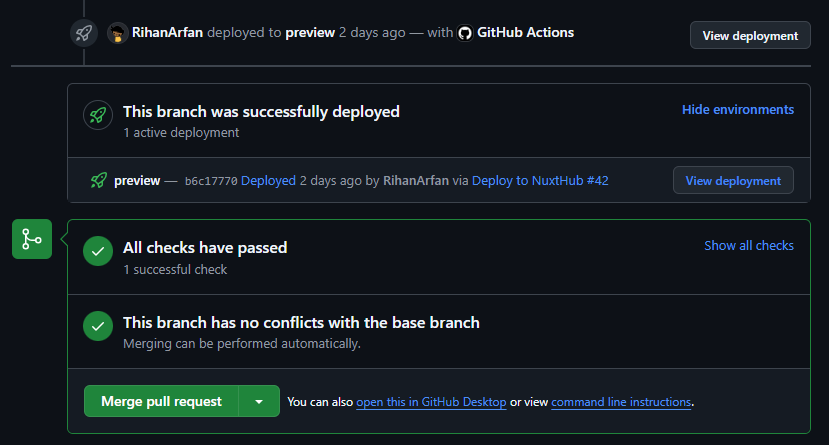 RihanArfan deployed to preview 2 days ago — with GitHub Actions View deployment
This branch was successfully deployed Hide environments
1 active deployment
preview — b6c17770 Deployed 2 days ago by RihanArfan via Deploy to NuxtHub #42 View deployment
All checks have passed Show all checks
1 successful check
This branch has no conflicts with the base branch
Merging can be performed automatically.
Merge pull request You can also open this in GitHub Desktop or view command line instructions.